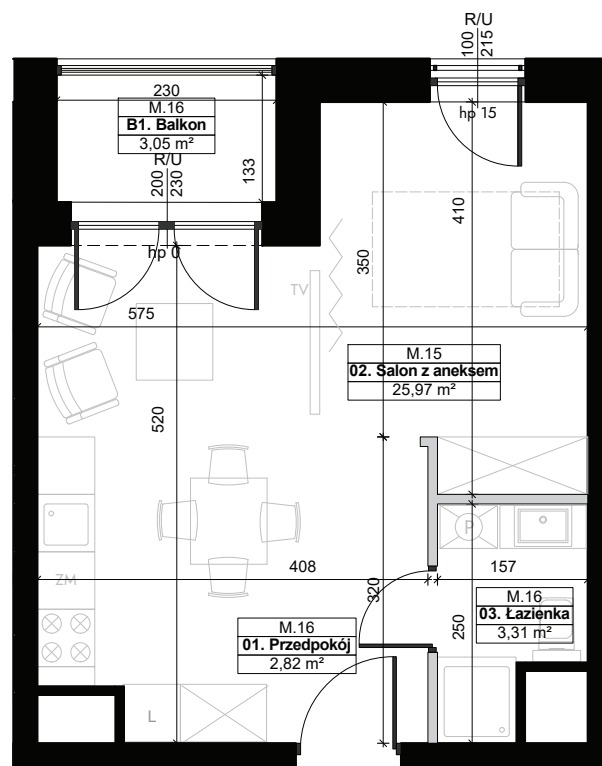 R/U
100
215
230
M.16
B1. Balkon
3,05 m²
R/U
200
230
133
hp 15
hp 0
410
350
TV
575
M.15
02. Salon z aneksem
25,97 m²
520
P
ZM
408
157
320
250
M.16
03. Łazienka
3,31 m²
M.16
01. Przedpokój
2,82 m²
L